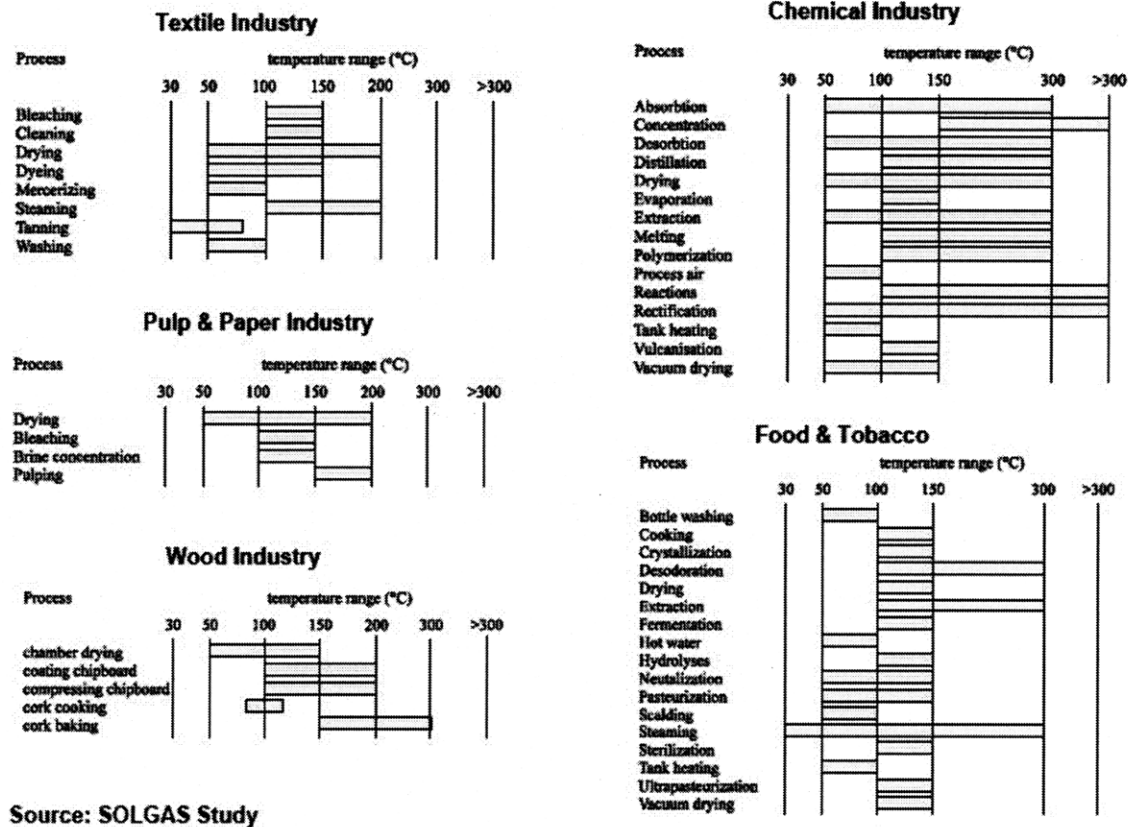 Textile Industry
Process temperature range (°C)
30 50 100 150 200 300 >300
Bleaching
Cleaning
Drying
Dyeing
Mercerizing
Steaming
Tanning
Washing
Pulp & Paper Industry
Process temperature range (°C)
30 50 100 150 200 300 >300
Drying
Bleaching
Brine concentration
Pulping
Wood Industry
Process temperature range (°C)
30 50 100 150 200 300 >300
chamber drying
coating chipboard
compressing chipboard
cork cooking
cork baking
Source: SOLGAS Study
Chemical Industry
Process temperature range (°C)
30 50 100 150 300 >300
Absorbtion
Concentration
Desorbtion
Distillation
Drying
Evaporation
Extraction
Melting
Polymerization
Process air
Reactions
Rectification
Tank heating
Vulcanisation
Vacuum drying
Food & Tobacco
Process temperature range (°C)
30 50 100 150 300 >300
Bottle washing
Cooking
Crystallization
Desodoration
Drying
Extraction
Fermentation
Hot water
Hydrolyses
Neutalization
Pasteurization
Scalding
Steaming
Sterilization
Tank heating
Ultrapasteurization
Vacuum drying